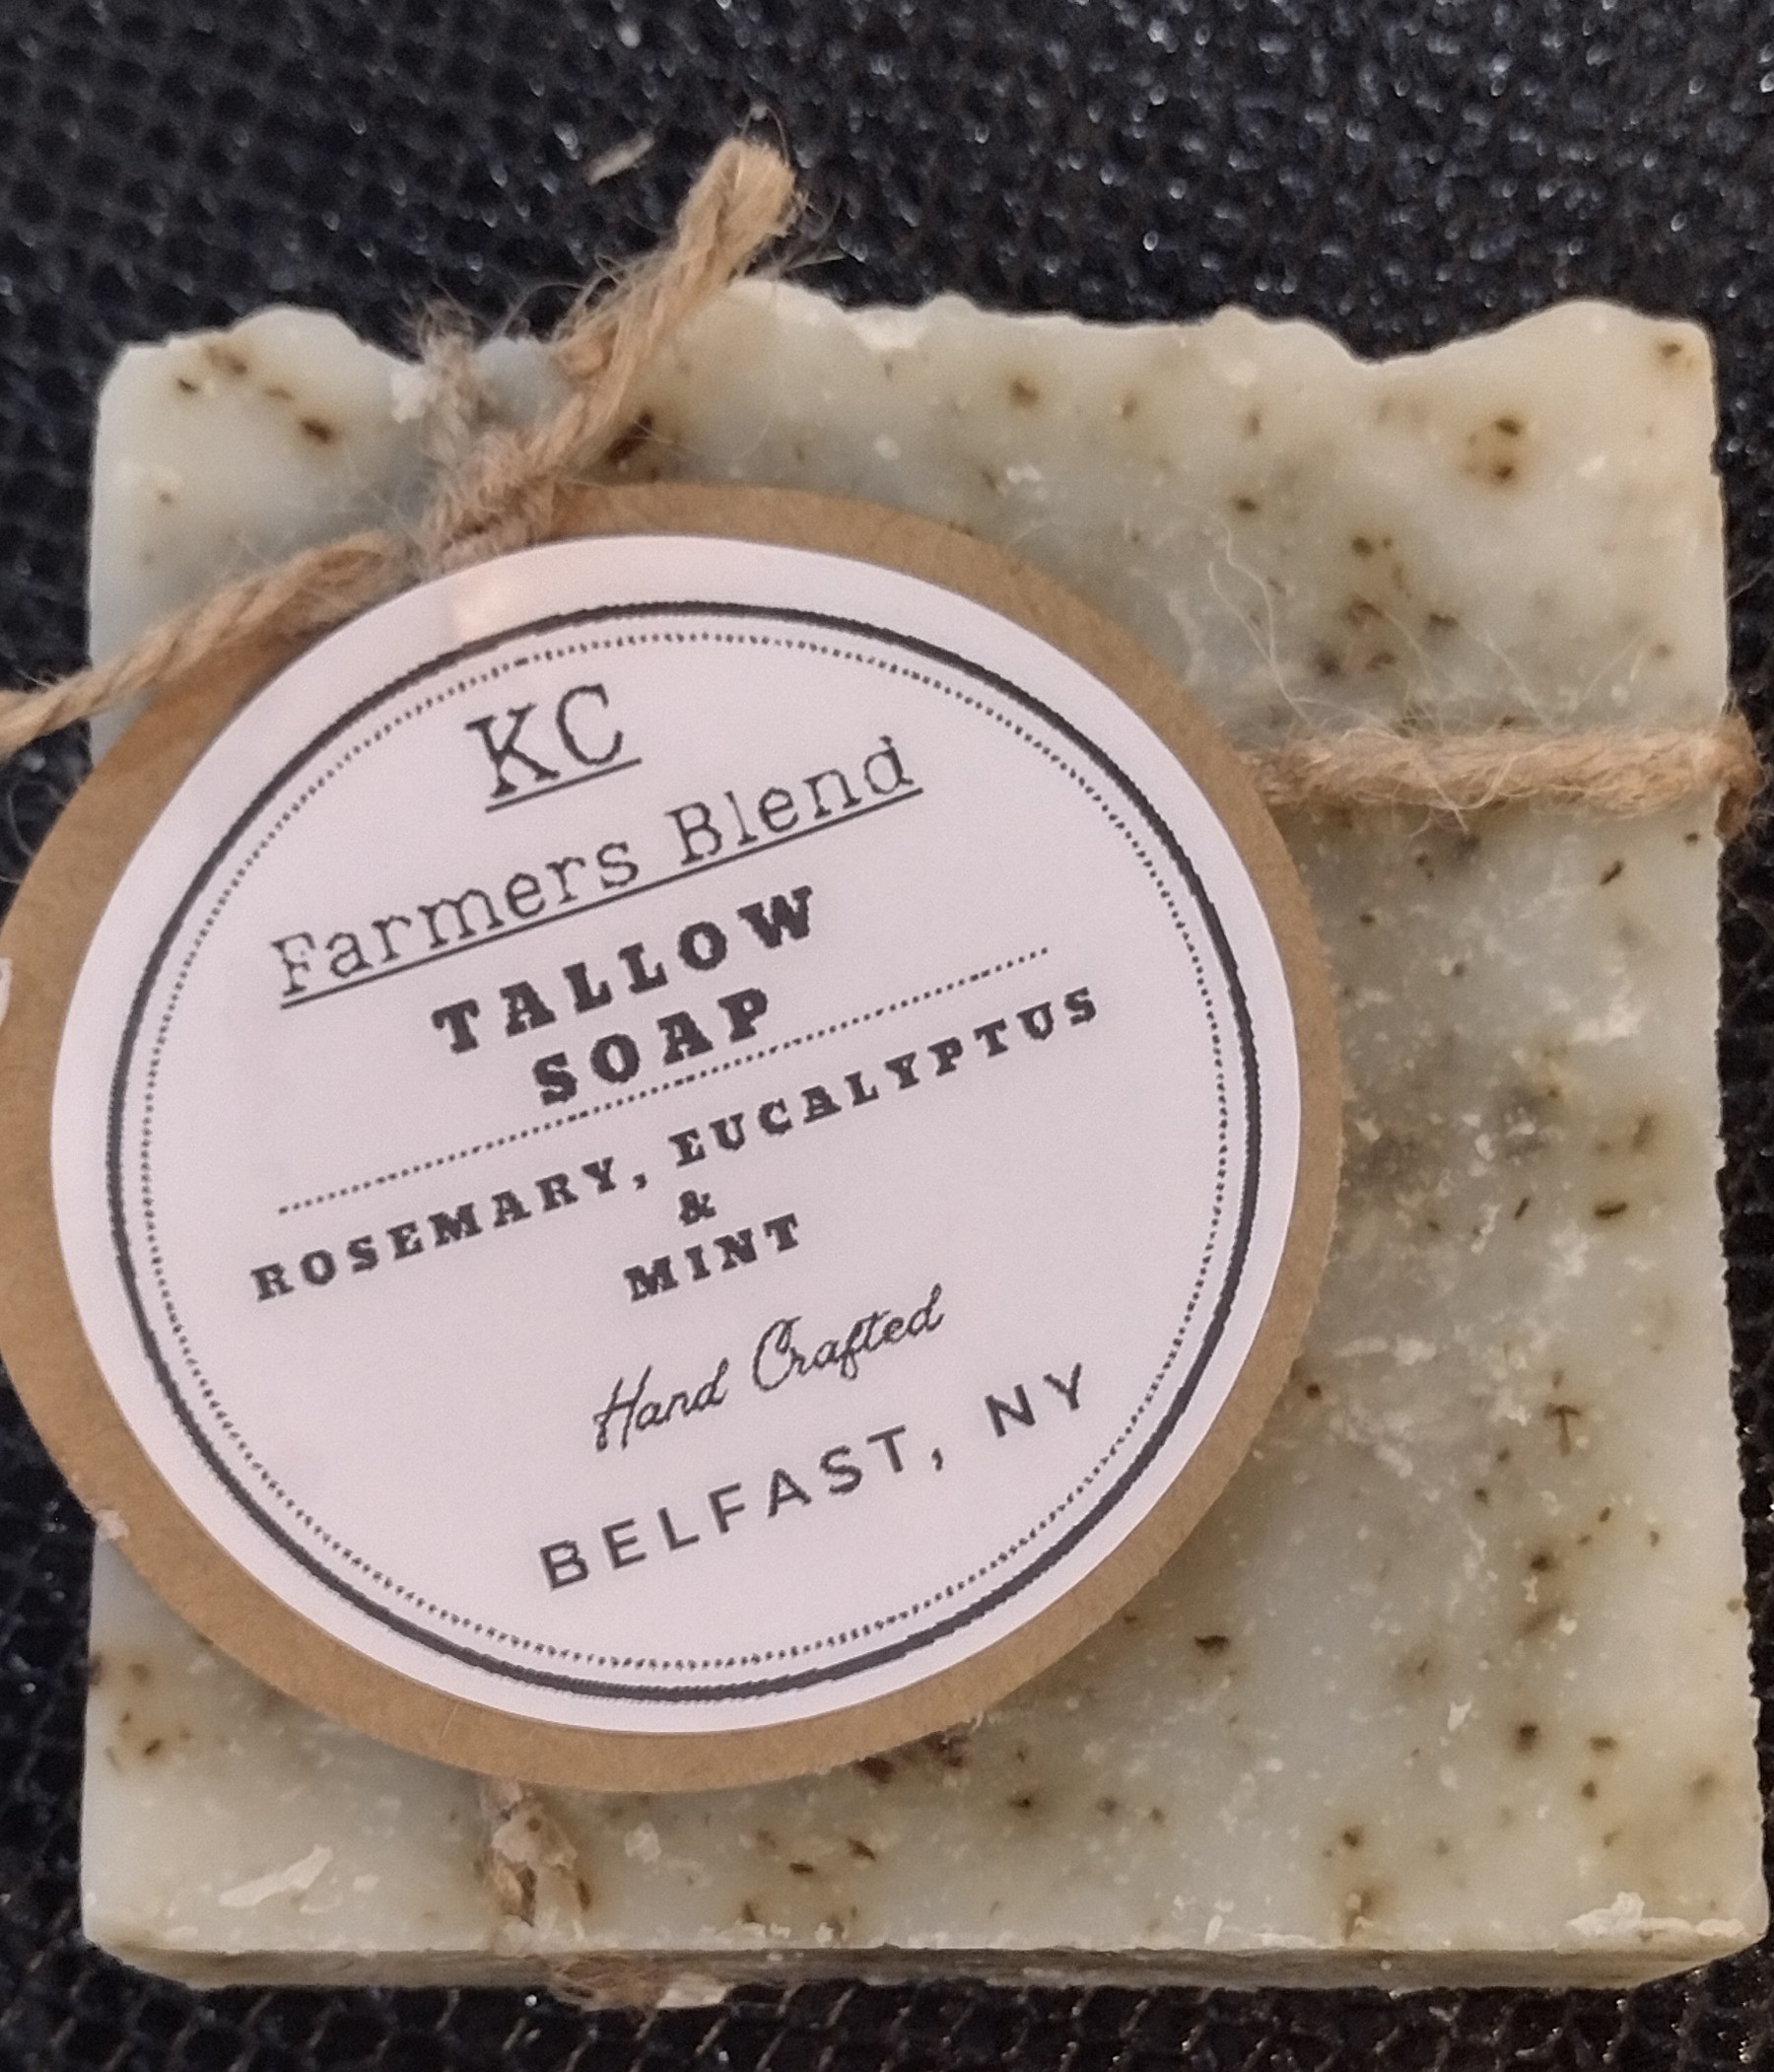 KC
Farmers Blend
TALLOW
SOAP
ROSEMARY, EUCALYPTUS
&
MINT
Hand Crafted
BELFAST, NY